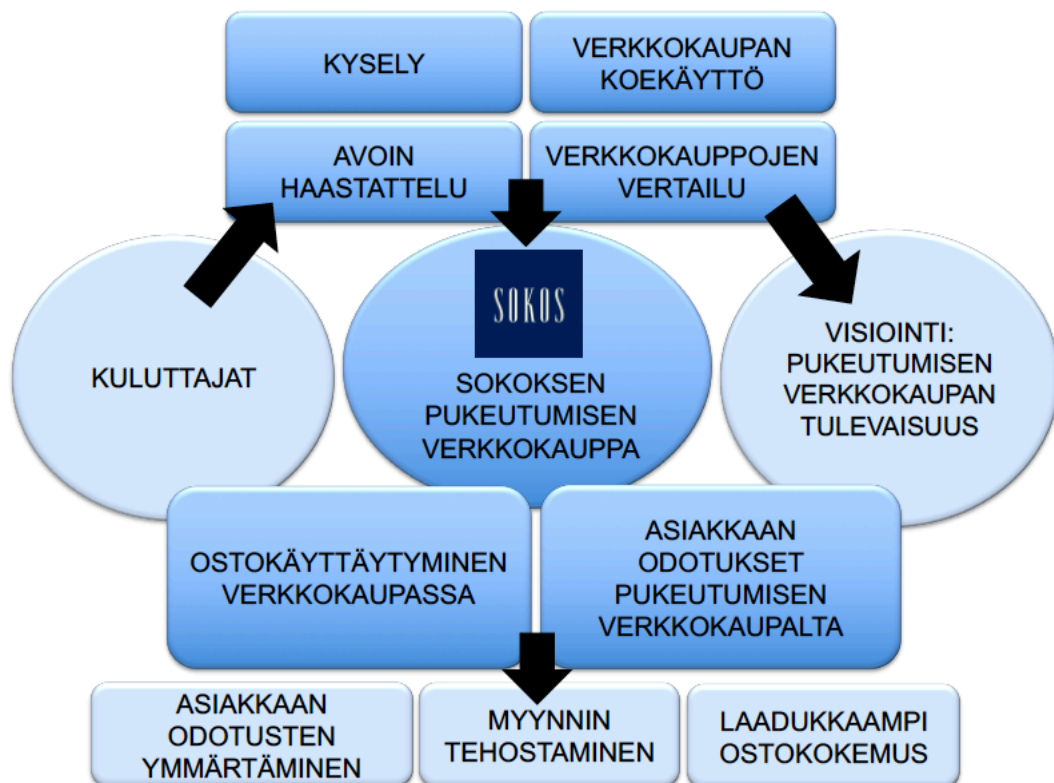 KYSELY
VERKKOKAUPAN
KOEKÄYTTÖ
AVOIN
HAASTATTELU
VERKKOKAUPPOJEN
VERTAILU
KULUTTAJAT
SOKOS
SOKOKSEN
PUKEUTUMISEN
VERKKOKAUPPA
VISIOINTI:
PUKEUTUMISEN
VERKKOKAUPAN
TULEVAISUUS
OSTOKÄYTTÄYTYMINEN
VERKKOKAUPASSA
ASIAKKAAN
ODOTUKSET
PUKEUTUMISEN
VERKKOKAUPALTA
ASIAKKAAN
ODOTUSTEN
YMMÄRTÄMINEN
MYYNNIN
TEHOSTAMINEN
LAADUKKAAMPI
OSTOKOKEMUS